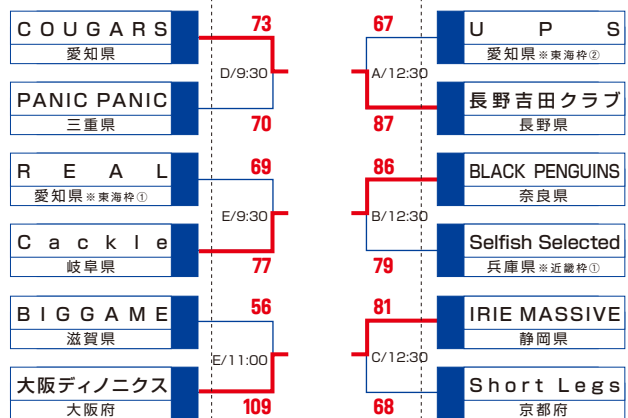 COUGARS
愛知県
73
D/9:30
PANIC PANIC
三重県
70
REAL
愛知県※東海枠①
69
E/9:30
Cackle
岐阜県
77
BIGGAME
滋賀県
56
E/11:00
大阪ディノニクス
大阪府
109
67
UPS
愛知県※東海枠②
A/12:30
87
長野吉田クラブ
長野県
86
BLACK PENGUINS
奈良県
B/12:30
79
Selfish Selected
兵庫県※近畿枠①
81
IRIE MASSIVE
静岡県
C/12:30
68
Short Legs
京都府